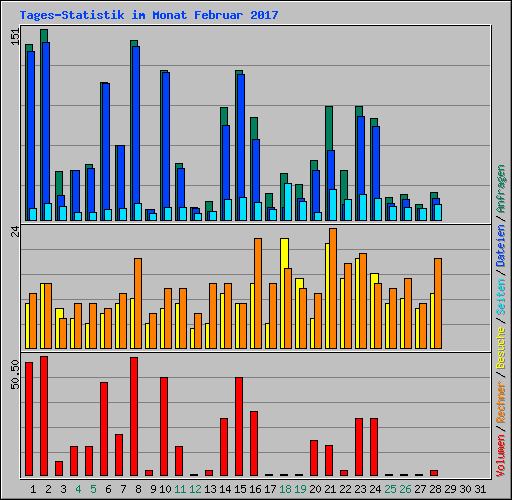 Tages-Statistik im Monat Februar 2017
151
24
50.50
Volumen / Rechner / Besuche / Seiten / Dateien / Anfragen
1 2 3 4 5 6 7 8 9 10 11 12 13 14 15 16 17 18 19 20 21 22 23 24 25 26 27 28 29 30 31